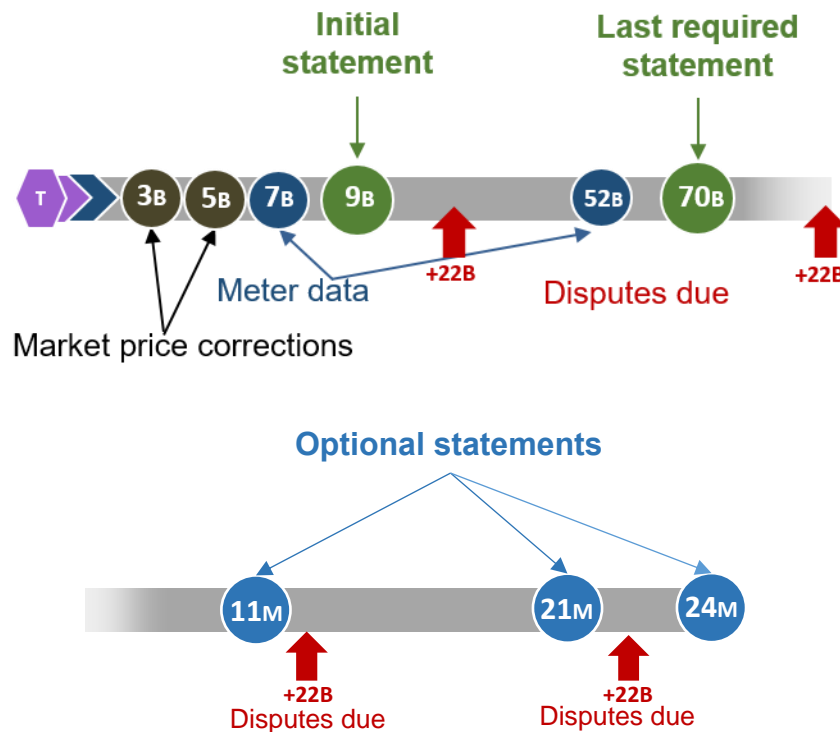 Initial
statement
Last required
statement
T
3B
5B
7B
9B
52B
70B
+22B
+22B
Meter data
Disputes due
Market price corrections
Optional statements
11M
21M
24M
+22B
Disputes due
+22B
Disputes due